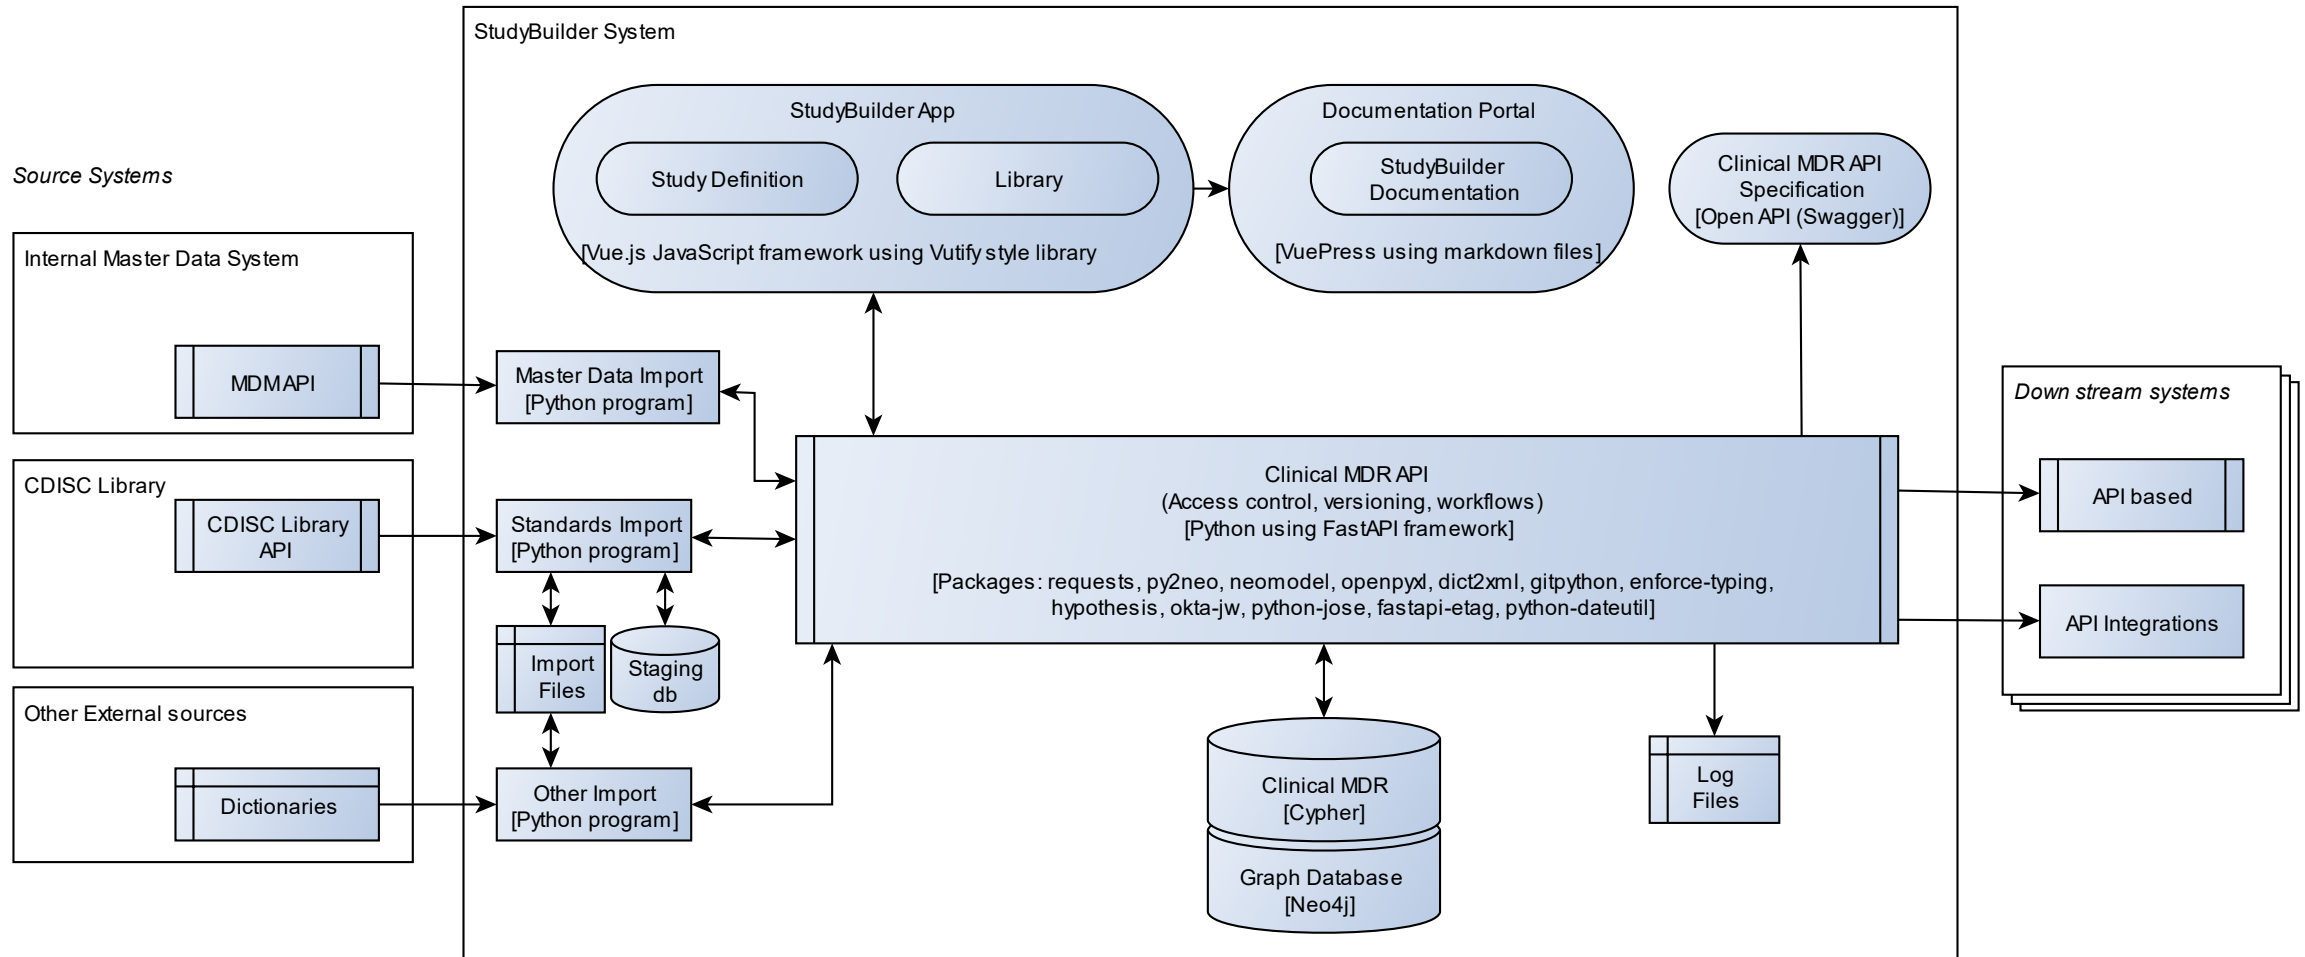 StudyBuilder System
StudyBuilder App
Study Definition
Library
[Vue.js JavaScript framework using Vutify style library
Documentation Portal
StudyBuilder
Documentation
[VuePress using markdown files]
Clinical MDR API
Specification
[Open API (Swagger)]
Source Systems
Internal Master Data System
MDM API
Master Data Import
[Python program]
CDISC Library
CDISC Library
API
Standards Import
[Python program]
Import
Files
Staging
db
Other External sources
Dictionaries
Other Import
[Python program]
Clinical MDR API
(Access control, versioning, workflows)
[Python using FastAPI framework]
[Packages: requests, py2neo, neomodel, openpyxl, dict2xml, gitpython, enforce-typing,
hypothesis, okta-jw, python-jose, fastapi-etag, python-dateutil]
Clinical MDR
[Cypher]
Graph Database
[Neo4j]
Log
Files
Down stream systems
API based
API Integrations